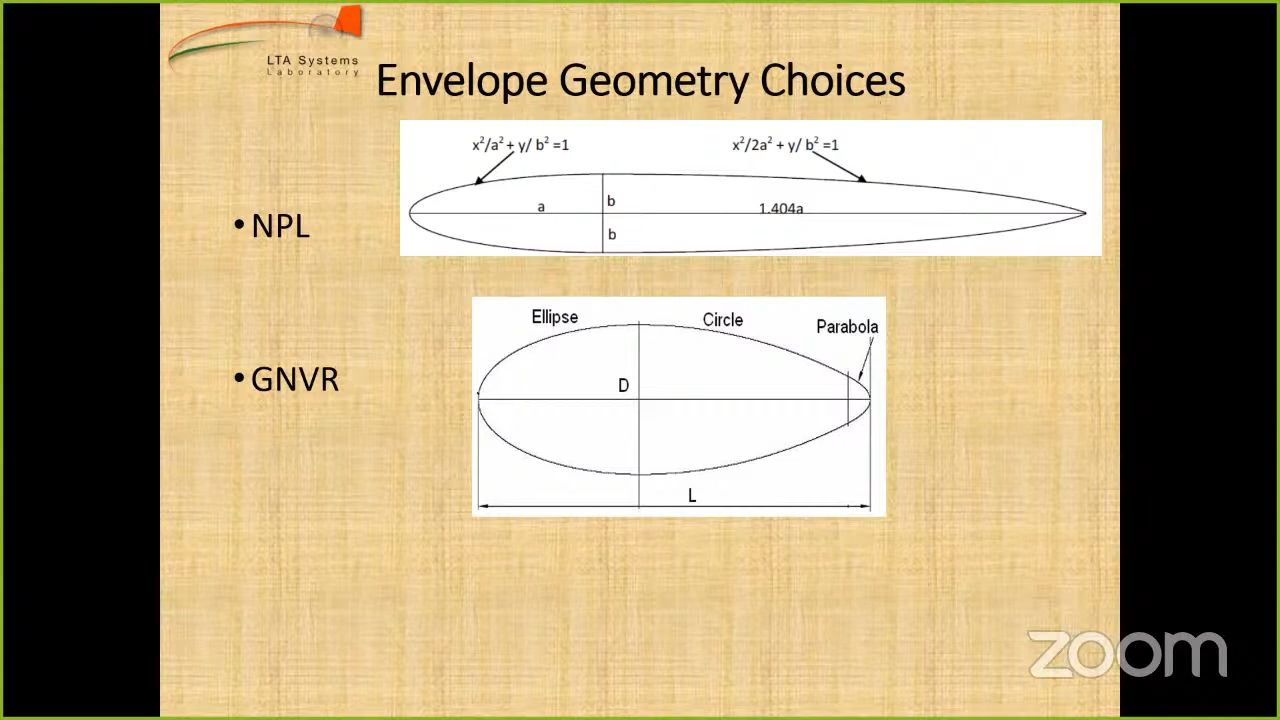 LTA Systems
Laboratory
Envelope Geometry Choices
x²/a² + y/ b² =1
x²/2a² + y/ b² =1
• NPL
a
b
1.404a
b
Ellipse
Circle
Parabola
• GNVR
D
L
zoom